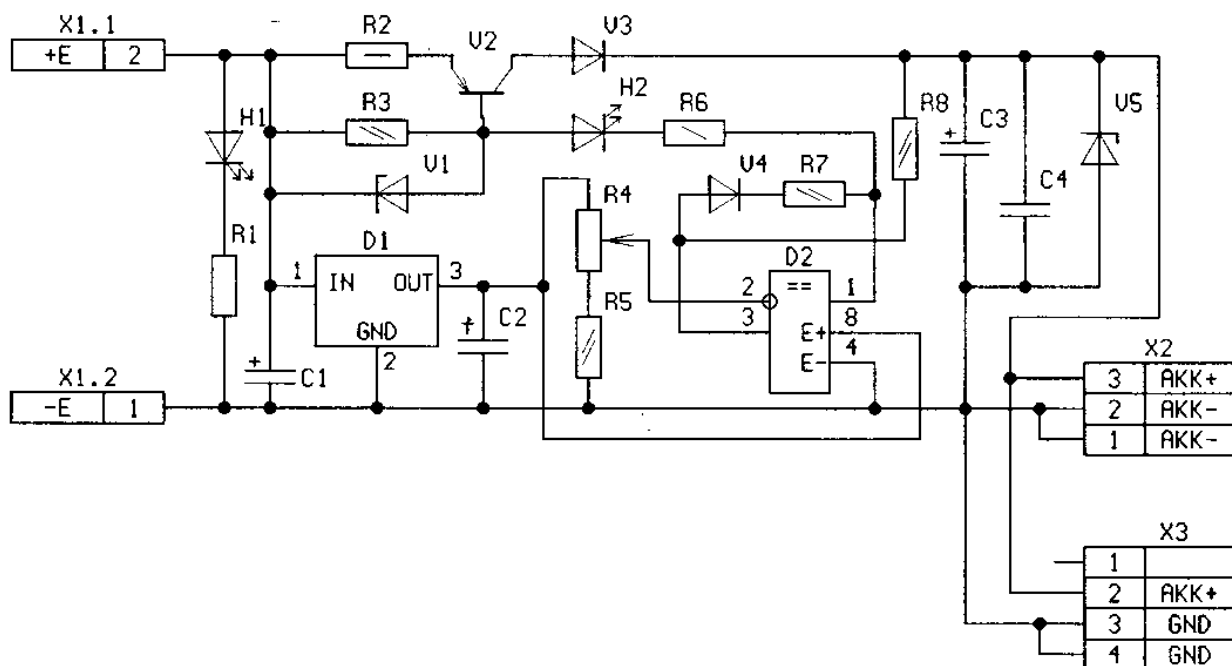 X1.1
+E 2
R2
V2
V3
H1
R3
H2
R6
R8
+ C3
V5
V1
R4
V4
R7
C4
R1
D1
1 IN OUT 3
GND
2
+ C2
R5
D2
2 == 1
3 E+ 8
E- 4
+ C1
X1.2
-E 1
X2
3 AKK+
2 AKK-
1 AKK-
X3
1
2 AKK+
3 GND
4 GND